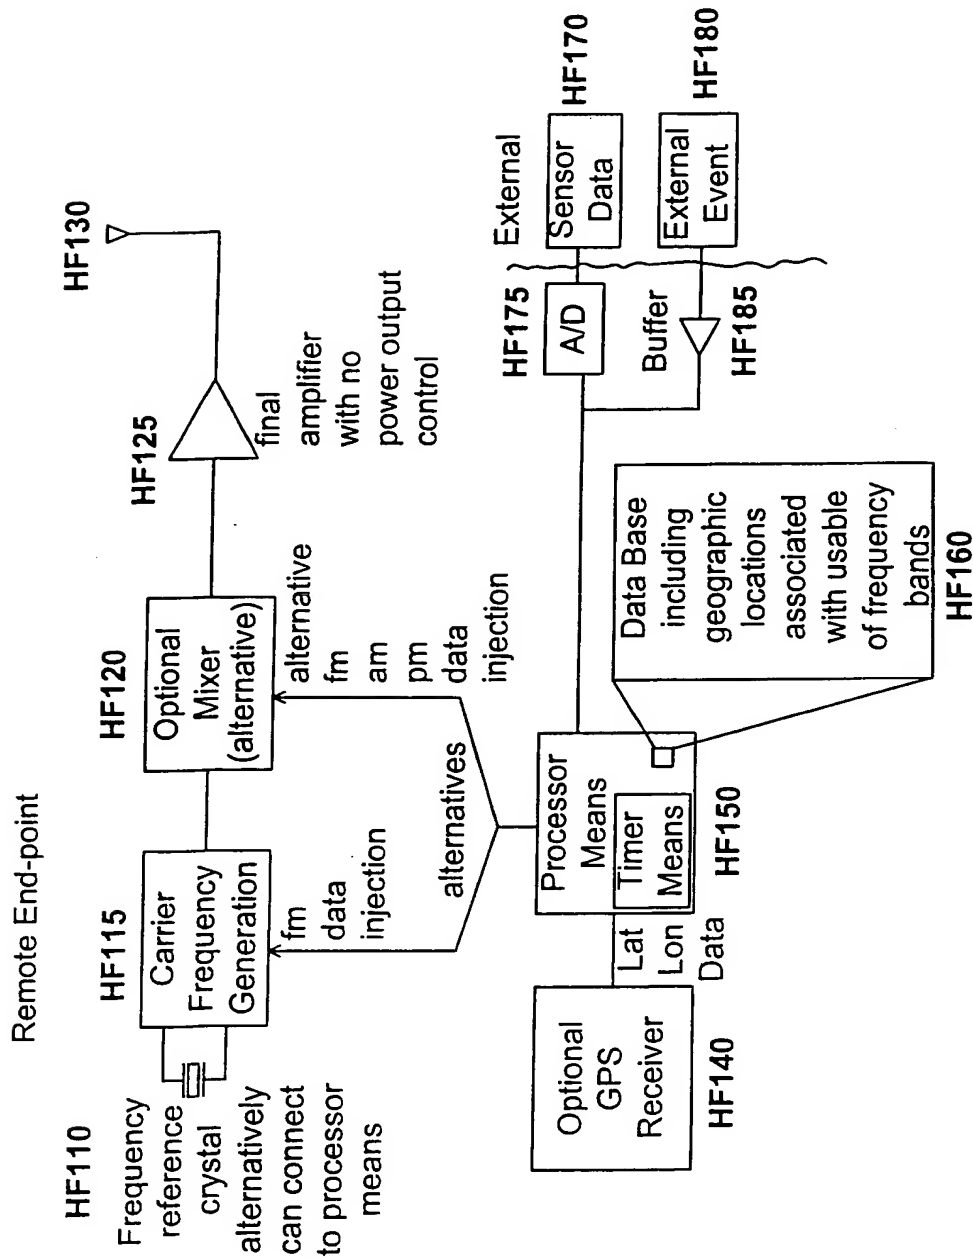 Remote End-point
HF110
Frequency
reference
crystal
alternatively
can connect
to processor
means
HF115
Carrier
Frequency
Generation
fm
data
injection
HF120
Optional
Mixer
(alternative)
alternative
fm
am
pm
data
injection
alternatives
HF125
final
amplifier
with no
power output
control
HF130
Optional
GPS
Receiver
HF140
Lat
Lon
Data
Processor
Means
Timer
Means
HF150
Data Base
including
geographic
locations
associated
with usable
of frequency
bands
HF160
HF175
A/D
Buffer
HF185
External
Sensor
Data
HF170
External
Event
HF180